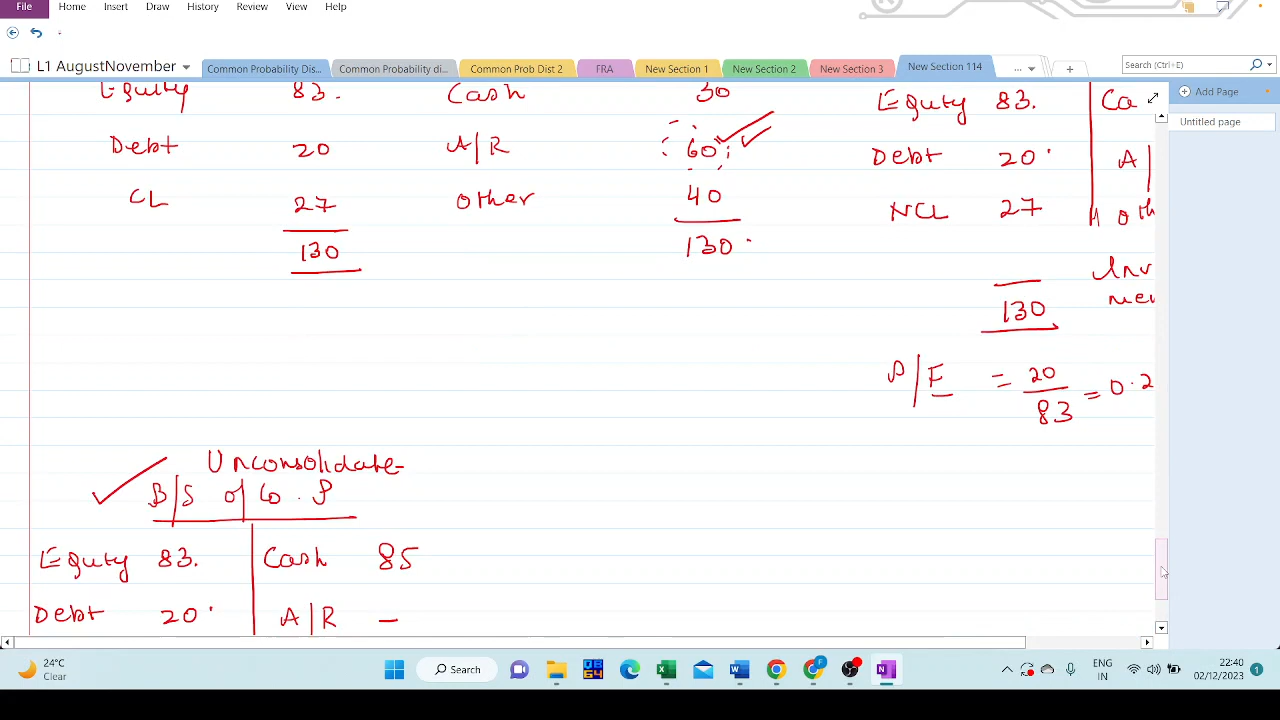 File Home Insert Draw History Review View Help
L1 AugustNovember
Common Probability Dis... Common Probability di... Common Prob Dist 2 FRA New Section 1 New Section 2 New Section 3 New Section 114 ... +
Search (Ctrl+E)
Add Page
Untitled page
Equity 83. Cash 30
Debt 20 A/R 60
CL 27 Other 40
130 130
Equity 83. Ca
Debt 20 A
NCL 27 Oth
Inv
men
130
= 20/83 = 0.2
Unconsolidate
B/S of Co. P
Equity 83. Cash 85
Debt 20 A/R –
24°C
Clear
Search
ENG
IN
22:40
02/12/2023